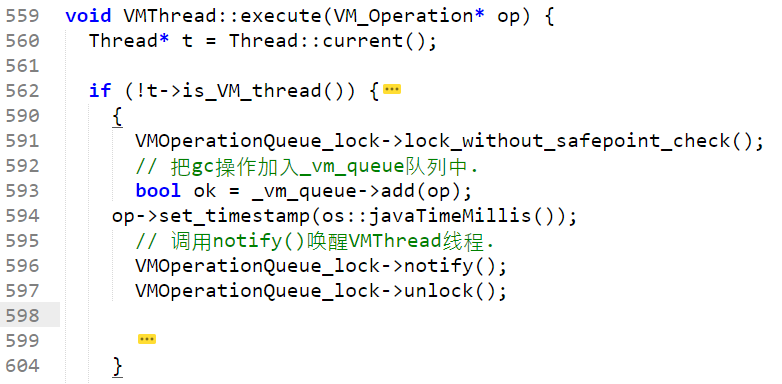 559 void VMThread::execute(VM_Operation* op) {
560   Thread* t = Thread::current();
561
562   if (!t->is_VM_thread()) {⋯
590     {
591       VMOperationQueue_lock->lock_without_safepoint_check();
592       // 把gc操作加入_vm_queue队列中.
593       bool ok = _vm_queue->add(op);
594     op->set_timestamp(os::javaTimeMillis());
595       // 调用notify()唤醒VMThread线程.
596       VMOperationQueue_lock->notify();
597       VMOperationQueue_lock->unlock();
598
599       ⋯
604     }